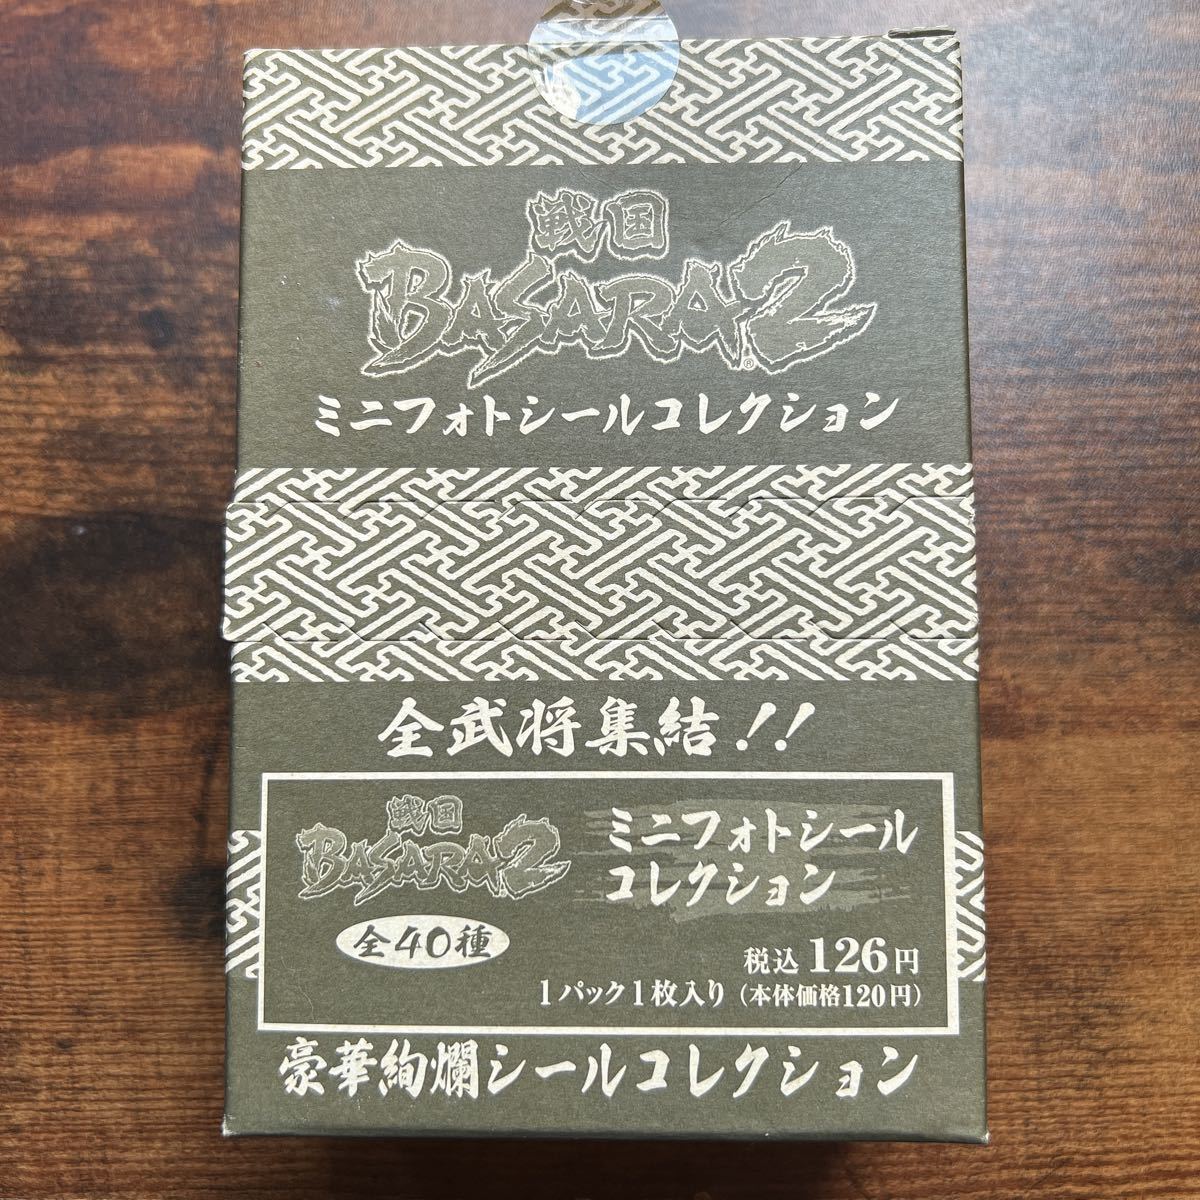 戦国
BASARA2®
ミニフォトシールコレクション
全武将集結!!
戦国
BASARA2
ミニフォトシール
コレクション
全40種
税込126円
1パック1枚入り(本体価格120円)
豪華絢爛シールコレクション